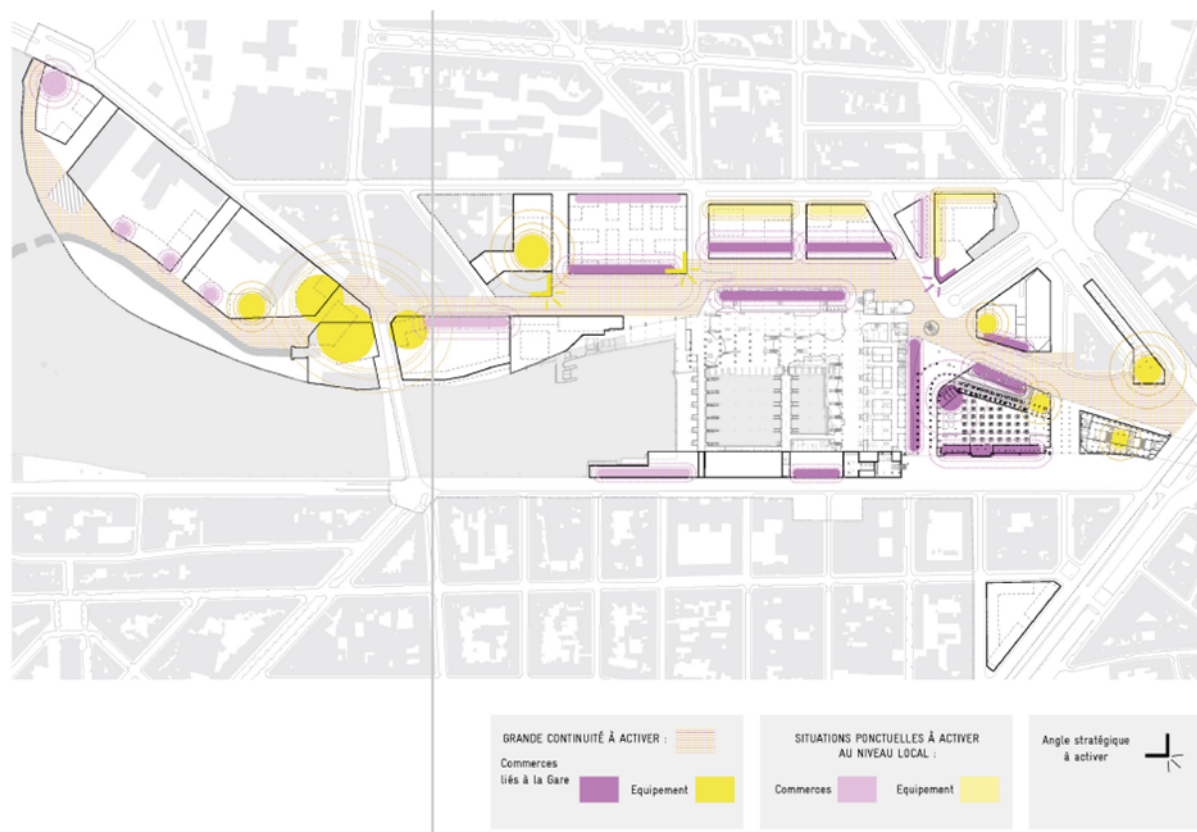 GRANDE CONTINUITÉ À ACTIVER :
Commerces
liés à la Gare
Equipement
SITUATIONS PONCTUELLES À ACTIVER
AU NIVEAU LOCAL :
Commerces
Equipement
Angle stratégique
à activer